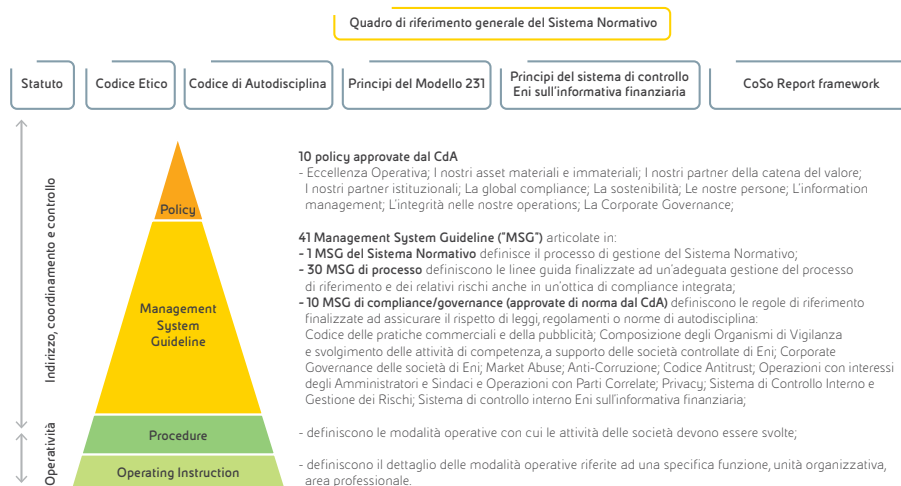 Quadro di riferimento generale del Sistema Normativo
Statuto
Codice Etico
Codice di Autodisciplina
Principi del Modello 231
Principi del sistema di controllo
Eni sull'informativa finanziaria
CoSo Report framework
Indirizzo, coordinamento e controllo
Policy
10 policy approvate dal CdA
- Eccellenza Operativa; I nostri asset materiali e immateriali; I nostri partner della catena del valore;
I nostri partner istituzionali; La global compliance; La sostenibilità; Le nostre persone; L'information
management; L'integrità nelle nostre operations; La Corporate Governance;
Management
System
Guideline
41 Management System Guideline ("MSG") articolate in:
- 1 MSG del Sistema Normativo definisce il processo di gestione del Sistema Normativo;
- 30 MSG di processo definiscono le linee guida finalizzate ad un'adeguata gestione del processo
di riferimento e dei relativi rischi anche in un'ottica di compliance integrata;
- 10 MSG di compliance/governance (approvate di norma dal CdA) definiscono le regole di riferimento
finalizzate ad assicurare il rispetto di leggi, regolamenti o norme di autodisciplina:
Codice delle pratiche commerciali e della pubblicità; Composizione degli Organismi di Vigilanza
e svolgimento delle attività di competenza, a supporto delle società controllate di Eni; Corporate
Governance delle società di Eni; Market Abuse; Anti-Corruzione; Codice Antitrust; Operazioni con interessi
degli Amministratori e Sindaci e Operazioni con Parti Correlate; Privacy; Sistema di Controllo Interno e
Gestione dei Rischi; Sistema di controllo interno Eni sull'informativa finanziaria;
Operatività
Procedure
- definiscono le modalità operative con cui le attività delle società devono essere svolte;
Operating Instruction
- definiscono il dettaglio delle modalità operative riferite ad una specifica funzione, unità organizzativa,
area professionale.